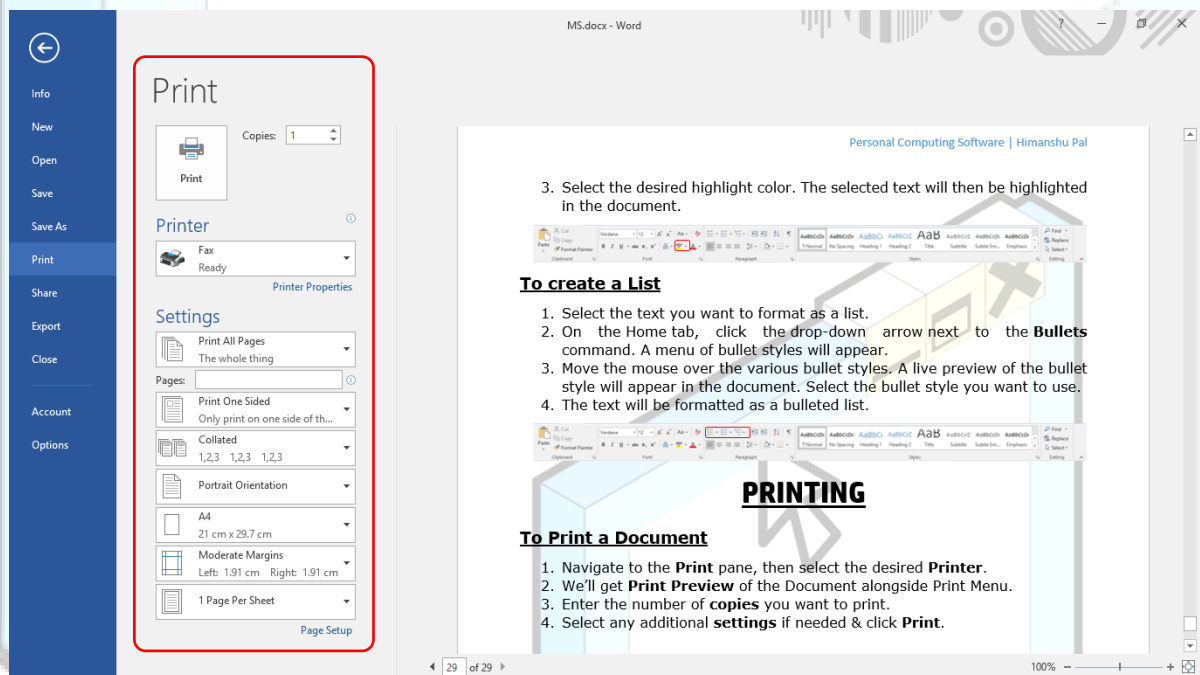 MS.docx - Word
?
Info
New
Open
Save
Save As
Print
Share
Export
Close
Account
Options
Print
Print
Copies: 1
Printer
Fax
Ready
Printer Properties
Settings
Print All Pages
The whole thing
Pages:
Print One Sided
Only print on one side of th...
Collated
1,2,3 1,2,3 1,2,3
Portrait Orientation
A4
21 cm x 29.7 cm
Moderate Margins
Left: 1.91 cm Right: 1.91 cm
1 Page Per Sheet
Page Setup
Personal Computing Software | Himanshu Pal
3. Select the desired highlight color. The selected text will then be highlighted
in the document.
To create a List
1. Select the text you want to format as a list.
2. On the Home tab, click the drop-down arrow next to the Bullets
command. A menu of bullet styles will appear.
3. Move the mouse over the various bullet styles. A live preview of the bullet
style will appear in the document. Select the bullet style you want to use.
4. The text will be formatted as a bulleted list.
PRINTING
To Print a Document
1. Navigate to the Print pane, then select the desired Printer.
2. We'll get Print Preview of the Document alongside Print Menu.
3. Enter the number of copies you want to print.
4. Select any additional settings if needed & click Print.
29 of 29
100%